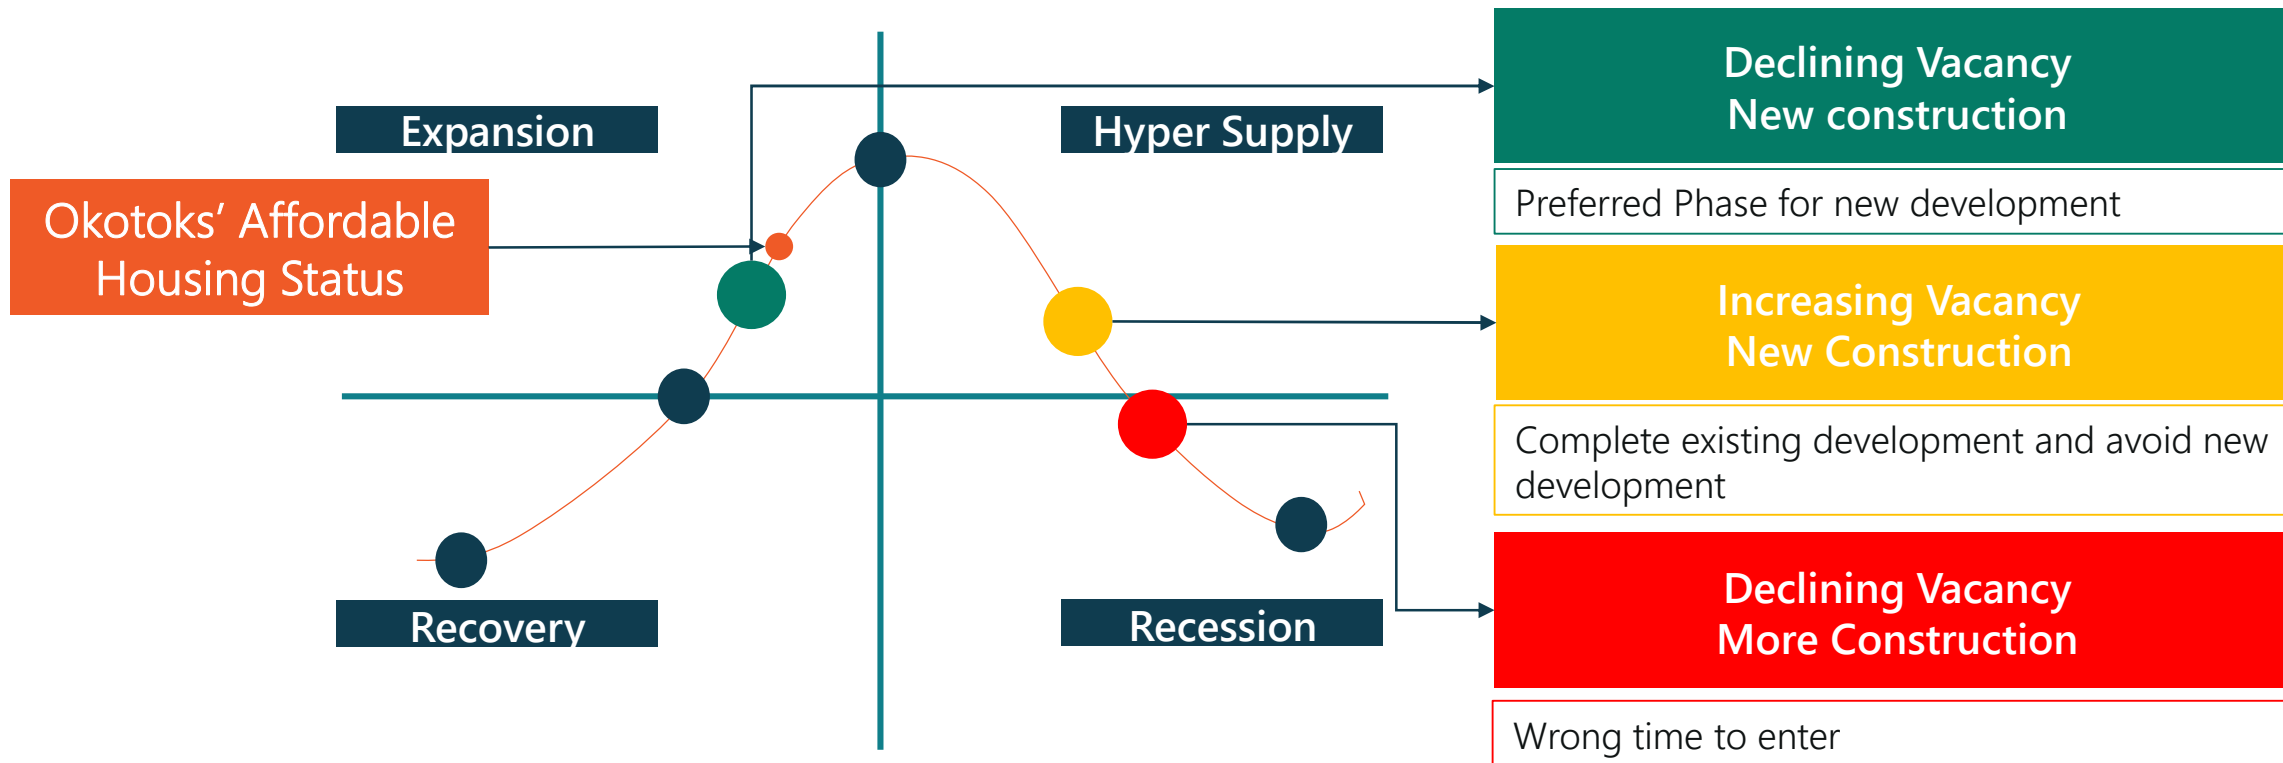 Expansion
Hyper Supply
Okotoks’ Affordable
Housing Status
Recovery
Recession
Declining Vacancy
New construction
Preferred Phase for new development
Increasing Vacancy
New Construction
Complete existing development and avoid new
development
Declining Vacancy
More Construction
Wrong time to enter